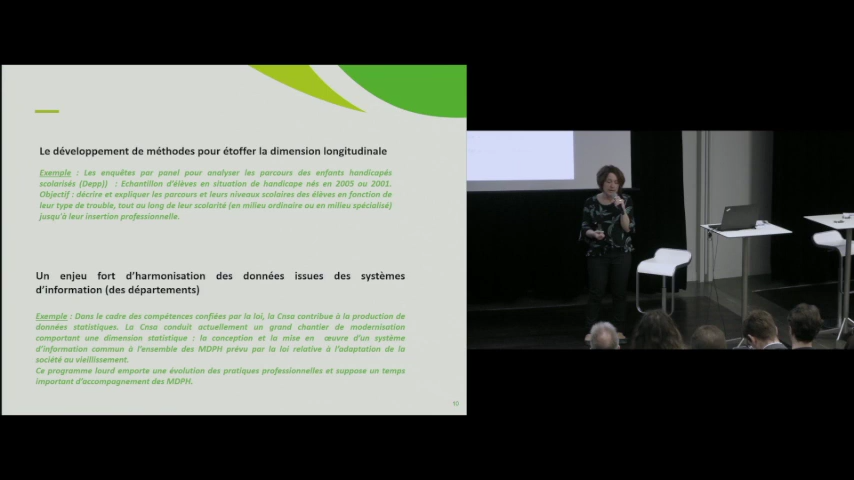 Le développement de méthodes pour étoffer la dimension longitudinale
Exemple : Les enquêtes par panel pour analyser les parcours des enfants handicapés
scolarisés (Depp)) : Echantillon d'élèves en situation de handicape nés en 2005 au 2001.
Objectif : décrire et expliquer les parcours et leurs niveaux scolaires des élèves en fonction de
leur type de trouble, tout au long de leur scolarité (en milieu ordinaire ou en milieu spécialisé)
jusqu'à leur insertion professionnelle.
Un enjeu fort d'harmonisation des données issues des systèmes
d'information (des départements)
Exemple : Dans le cadre des compétences confiées par la loi, la Cnsa contribue à la production de
données statistiques. La Cnsa conduit actuellement un grand chantier de modernisation
comportant une dimension statistique : la conception et la mise en œuvre d'un système
d'information commun à l'ensemble des MDPH prévu par la loi relative à l'adaptation de la
société au vieillissement.
Ce programme lourd emporte une évolution des pratiques professionnelles et suppose un temps
important d'accompagnement des MDPH.
10